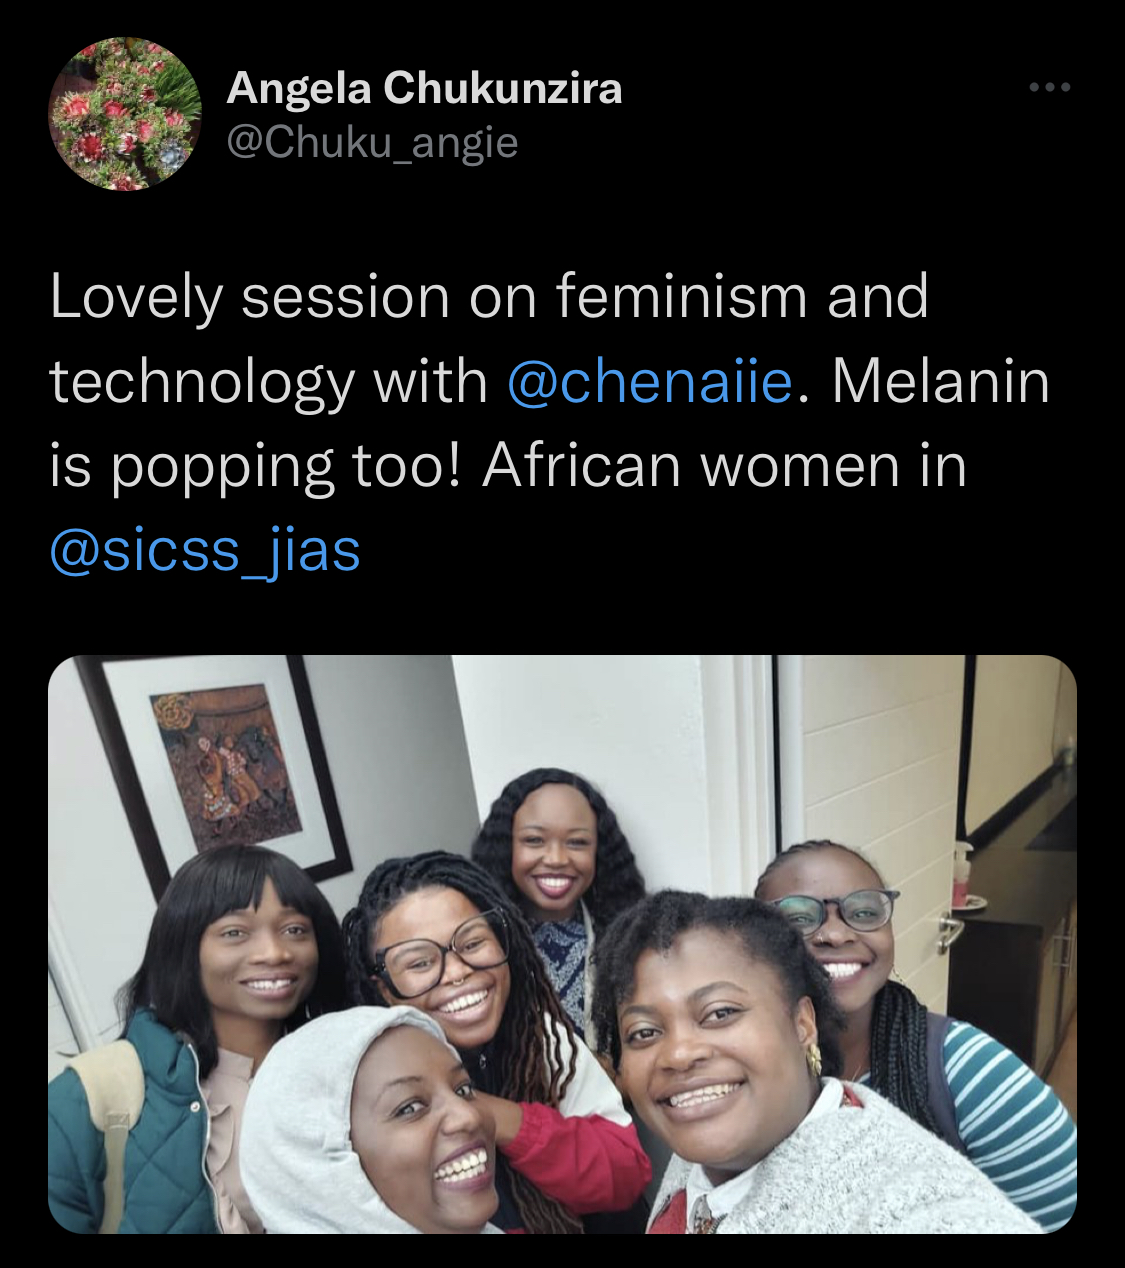 Angela Chukunzira
@Chuku_angie
Lovely session on feminism and
technology with @chenaiie. Melanin
is popping too! African women in
@sicss_jias